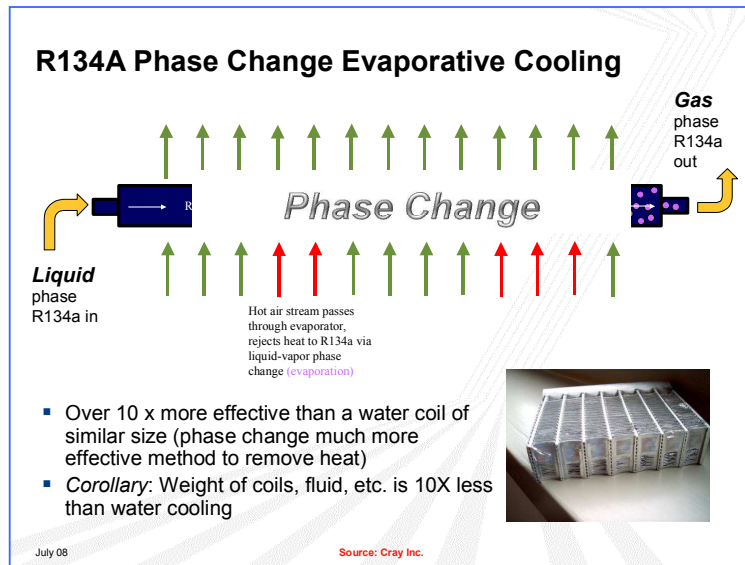 R134A Phase Change Evaporative Cooling
Gas
phase
R134a
out
R
Phase Change
Liquid
phase
R134a in
Hot air stream passes
through evaporator,
rejects heat to R134a via
liquid-vapor phase
change (evaporation)
Over 10 x more effective than a water coil of
similar size (phase change much more
effective method to remove heat)
Corollary: Weight of coils, fluid, etc. is 10X less
than water cooling
July 08
Source: Cray Inc.